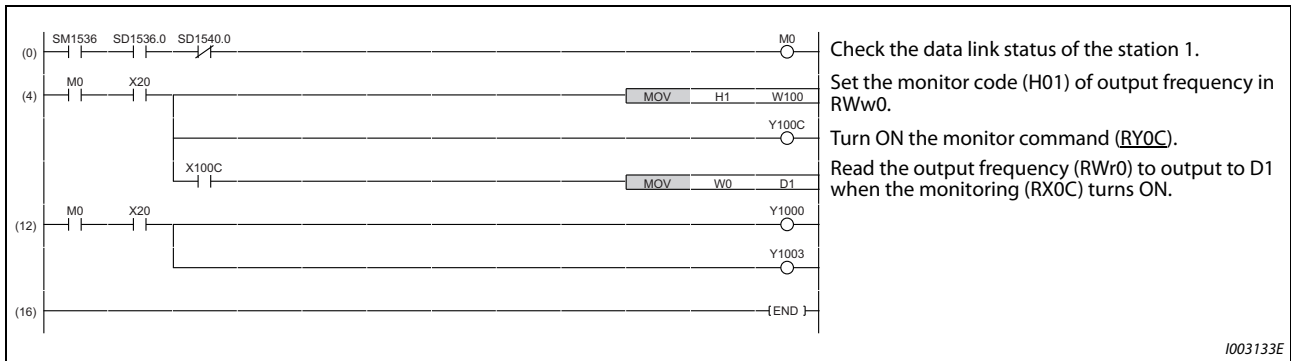 SM1536 SD1536.0 SD1540.0 M0
(0)
Check the data link status of the station 1.
M0 X20
(4) MOV H1 W100
Set the monitor code (H01) of output frequency in
RWw0.
Y100C
Turn ON the monitor command (RY0C).
X100C
MOV W0 D1
Read the output frequency (RWr0) to output to D1
when the monitoring (RX0C) turns ON.
M0 X20 Y1000
(12)
Y1003
(16) END
I003133E